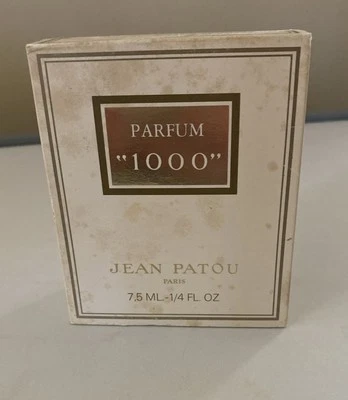 PARFUM
"1000"
JEAN PATOU
PARIS
7,5 ML-1/4 FL. OZ